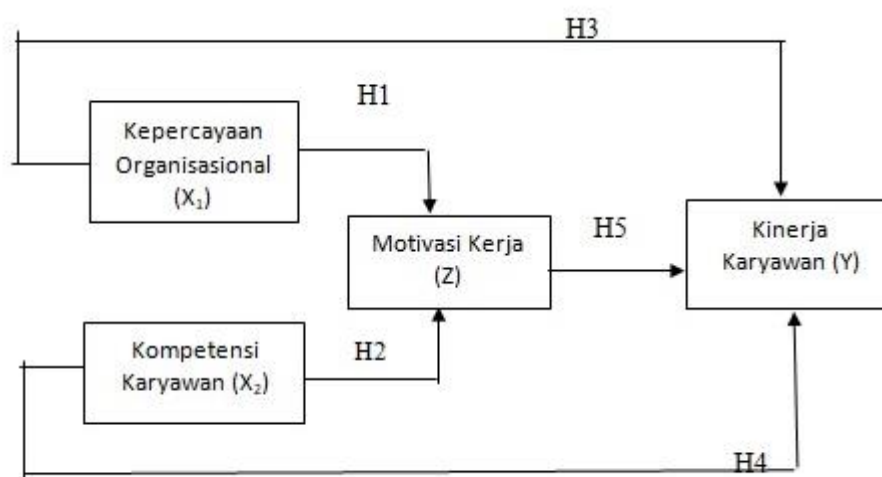 H3
H1
Kepercayaan
Organisasional
(X₁)
Motivasi Kerja
(Z)
H5
Kinerja
Karyawan (Y)
Kompetensi
Karyawan (X₂)
H2
H4